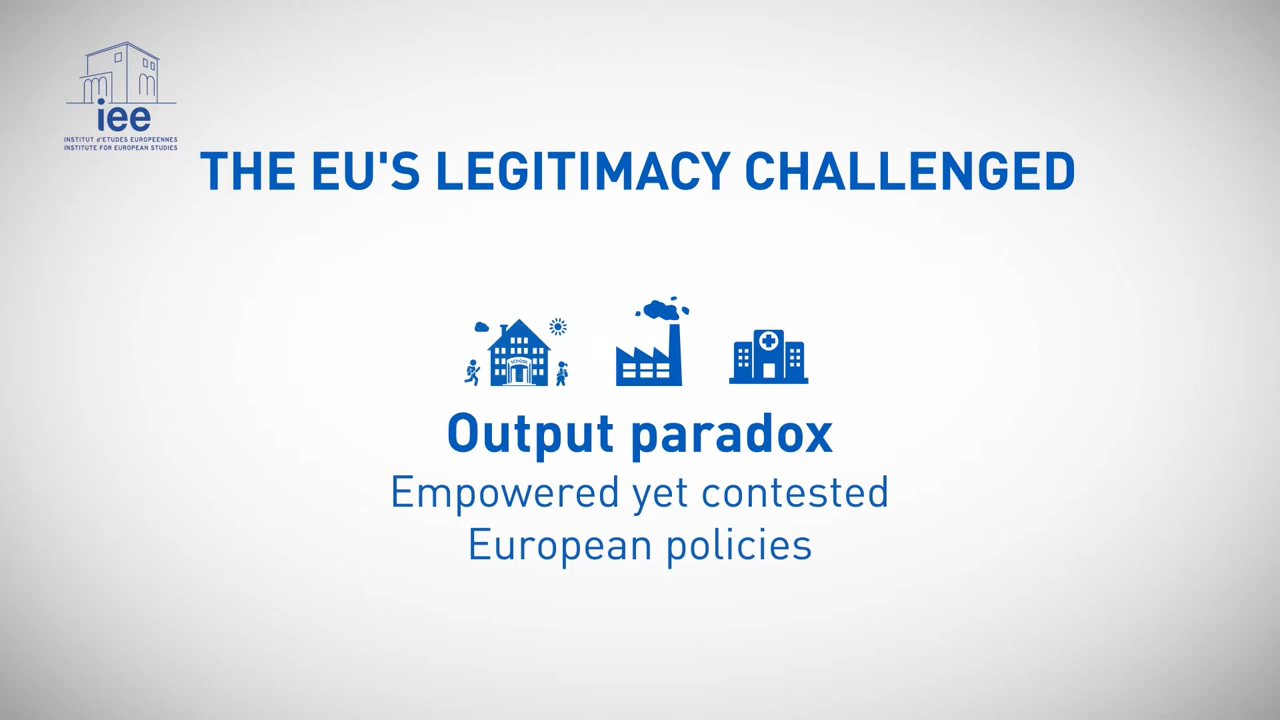 iee
INSTITUT d'ETUDES EUROPEENNES
INSTITUTE FOR EUROPEAN STUDIES
THE EU'S LEGITIMACY CHALLENGED
SCHOOL
Output paradox
Empowered yet contested
European policies